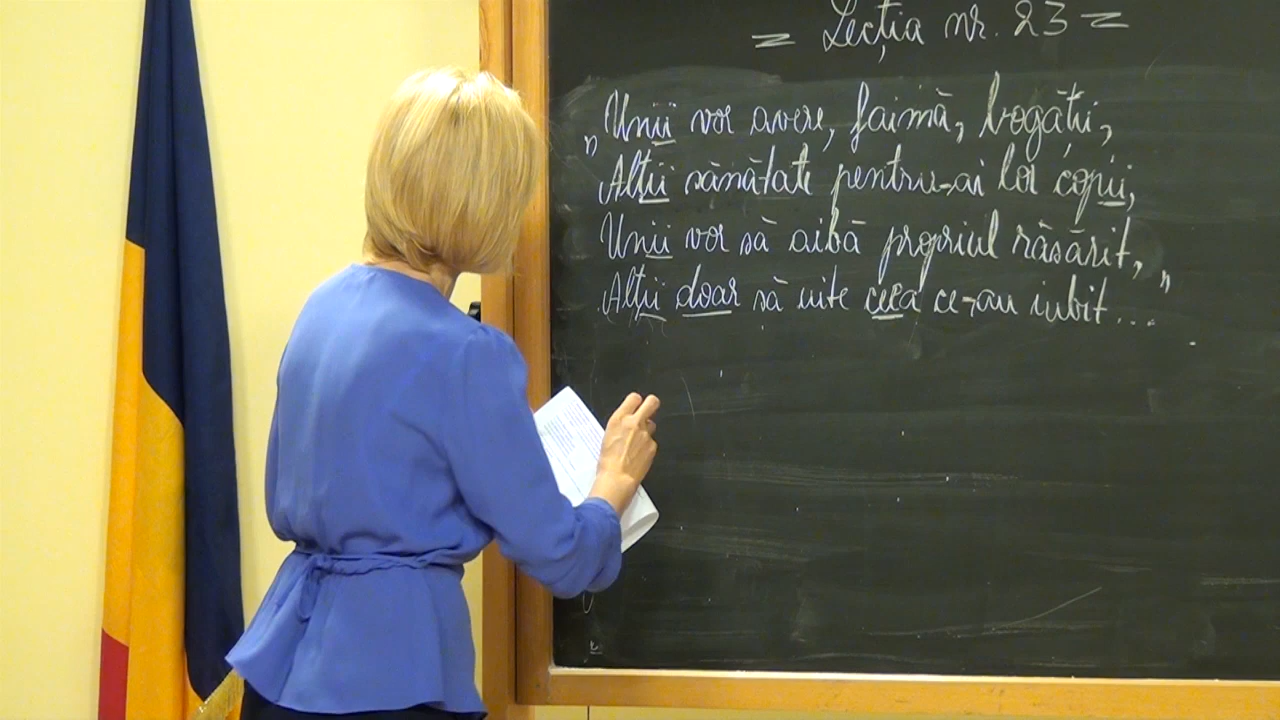 = Lecția nr. 23 =
„Unii vor avere, faimă, bogății,
Alții sănătate pentru-ai lor copii,
Unii vor să aibă propriul răsărit,
Alții doar să uite ceea ce-au iubit..."